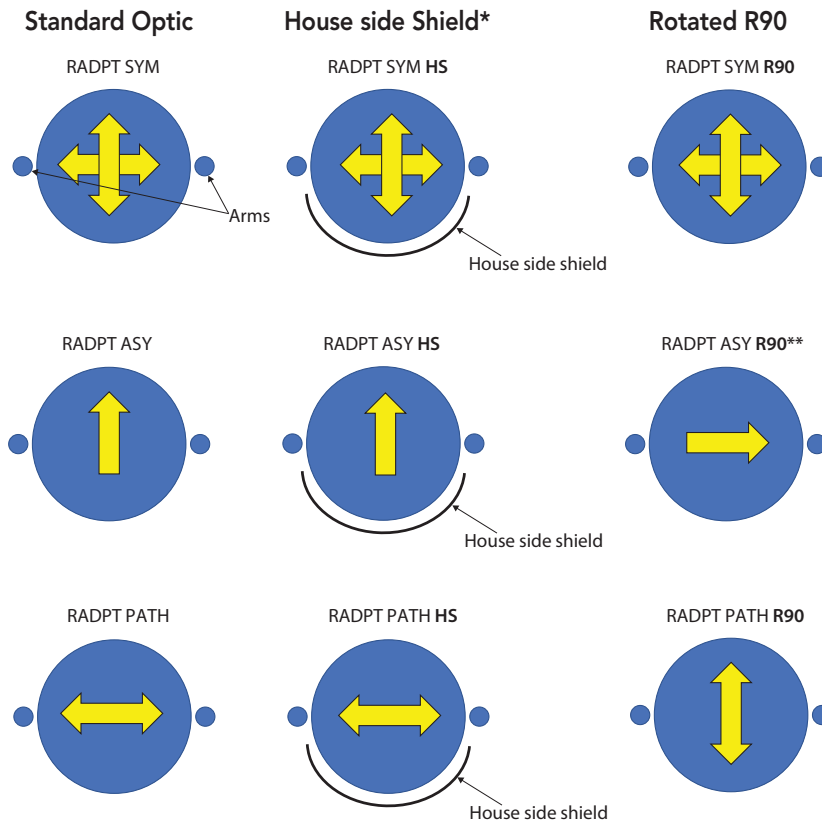 Standard Optic
House side Shield*
Rotated R90
RADPT SYM
RADPT SYM HS
RADPT SYM R90
Arms
House side shield
RADPT ASY
RADPT ASY HS
RADPT ASY R90**
House side shield
RADPT PATH
RADPT PATH HS
RADPT PATH R90
House side shield